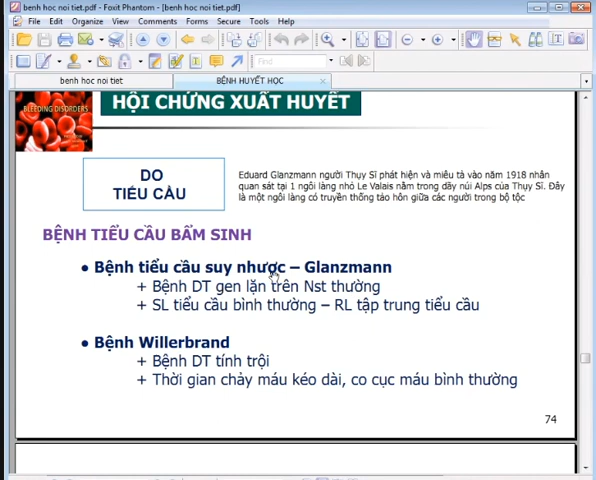 benh hoc noi tiet.pdf - Foxit Phantom - [benh hoc noi tiet.pdf]
File Edit Organize View Comments Forms Secure Tools Help
Find
benh hoc noi tiet
BỆNH HUYẾT HỌC
HỘI CHỨNG XUẤT HUYẾT
BLEEDING DISORDERS
DO
TIỂU CẦU
Eduard Glanzmann người Thụy Sĩ phát hiện và miêu tả vào năm 1918 nhân
quan sát tại 1 ngôi làng nhỏ Le Valais nằm trong dãy núi Alps của Thụy Sĩ. Đây
là một ngôi làng có truyền thống táo hôn giữa các người trong bộ tộc
BỆNH TIỂU CẦU BẨM SINH
● Bệnh tiểu cầu suy nhược – Glanzmann
+ Bệnh DT gen lặn trên Nst thường
+ SL tiểu cầu bình thường – RL tập trung tiểu cầu
● Bệnh Willerbrand
+ Bệnh DT tính trội
+ Thời gian chảy máu kéo dài, co cục máu bình thường
74